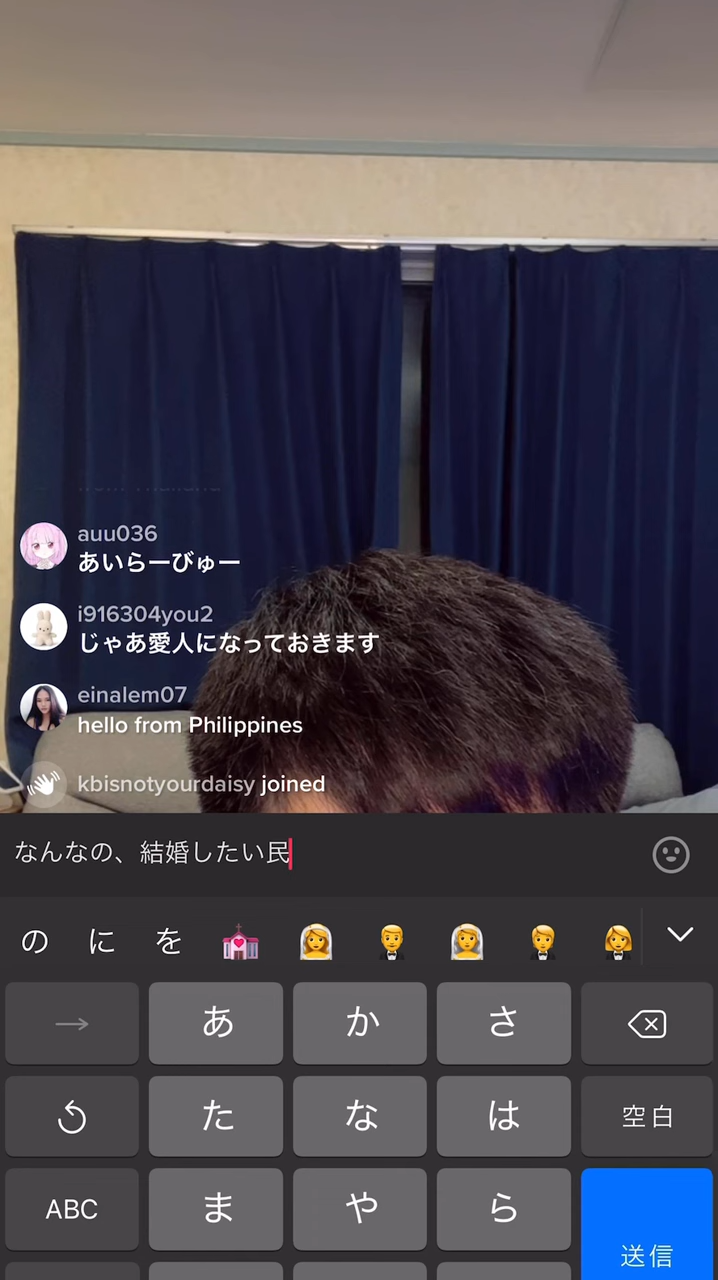 auu036
あいらーびゅー
i916304you2
じゃあ愛人になっておきます
einalem07
hello from Philippines
kbisnotyourdaisy joined
なんなの、結婚したい民
の に を
→ あ か さ
た な は 空白
ABC ま や ら
送信